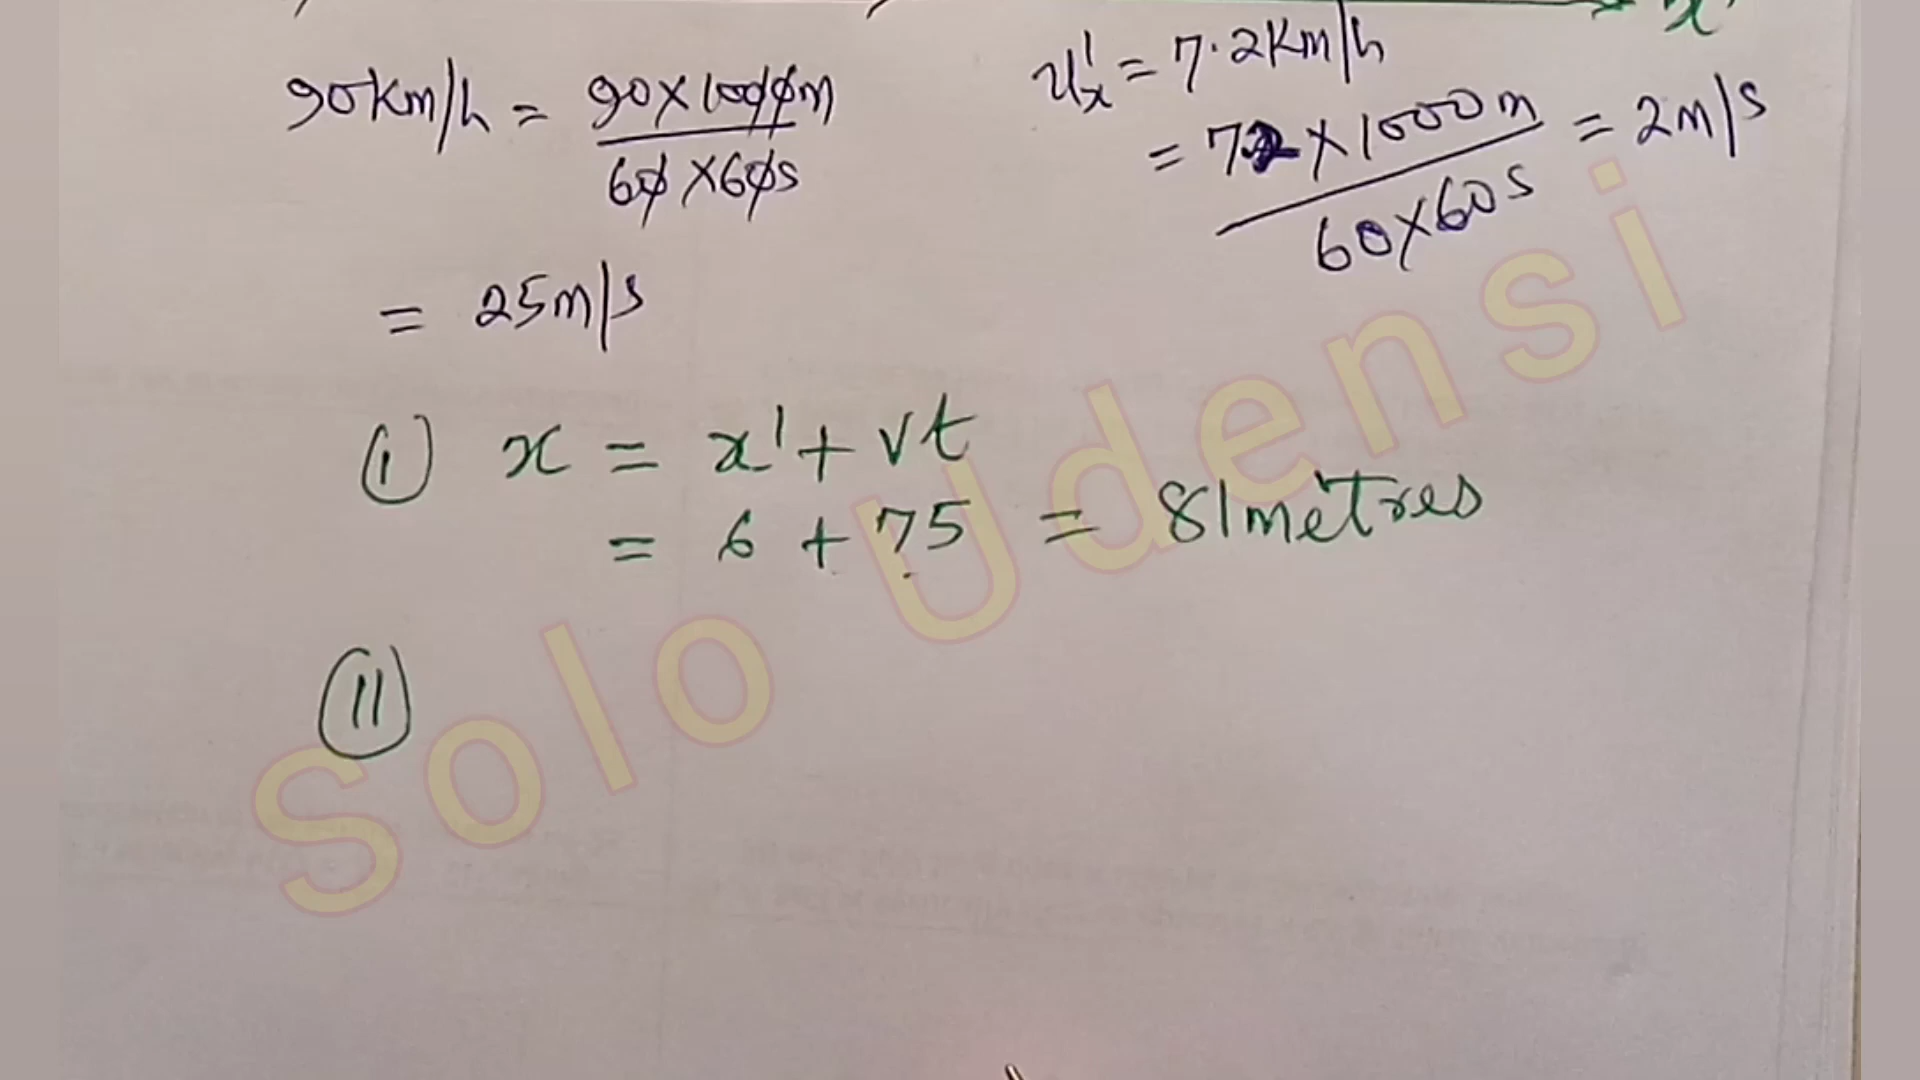 x'
90Km/h = 90×1000m
60×60s
= 25m/s
u'x = 7.2Km/h
= 72×1000m = 2m/s
60×60s
(I) x = x' + vt
= 6 + 75 = 81metres
(II)
Solo Udensi